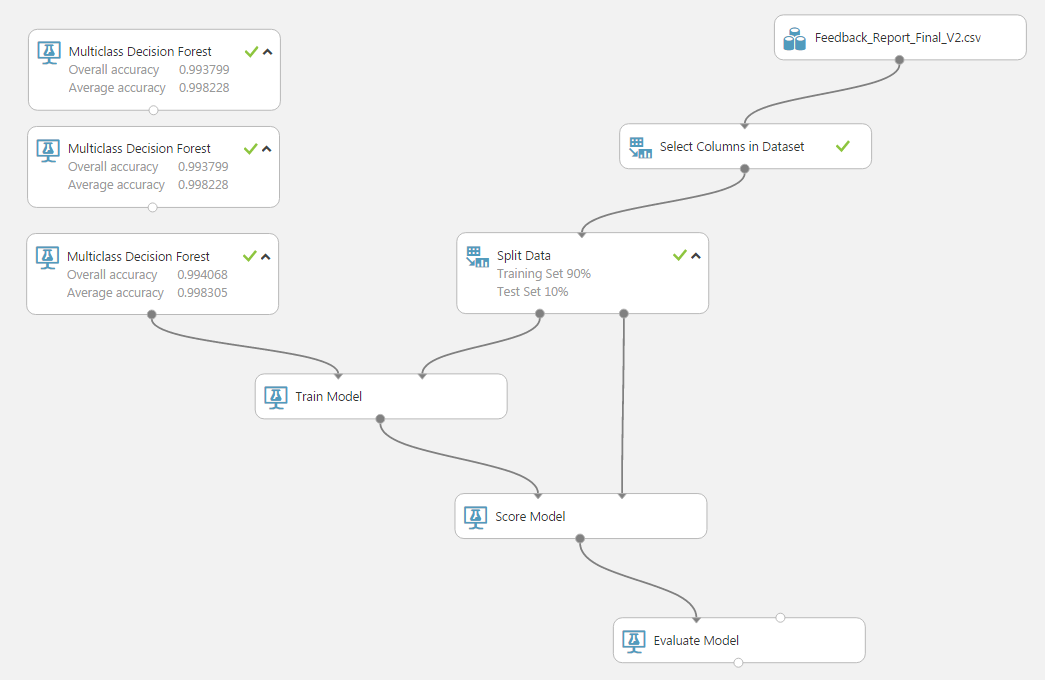 Multiclass Decision Forest
Overall accuracy 0.993799
Average accuracy 0.998228
Multiclass Decision Forest
Overall accuracy 0.993799
Average accuracy 0.998228
Multiclass Decision Forest
Overall accuracy 0.994068
Average accuracy 0.998305
Feedback_Report_Final_V2.csv
Select Columns in Dataset
Split Data
Training Set 90%
Test Set 10%
Train Model
Score Model
Evaluate Model